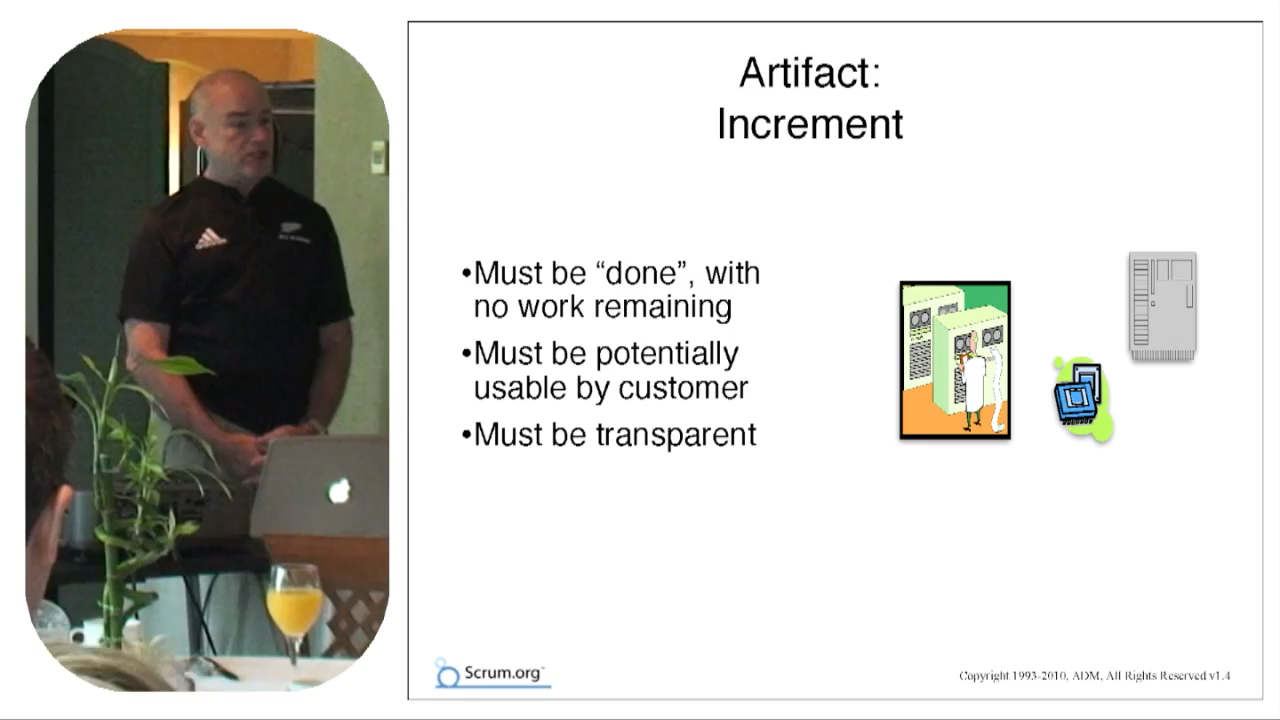 Artifact:
Increment
•Must be “done”, with
no work remaining
•Must be potentially
usable by customer
•Must be transparent
Scrum.org™
Copyright 1993-2010, ADM, All Rights Reserved v1.4